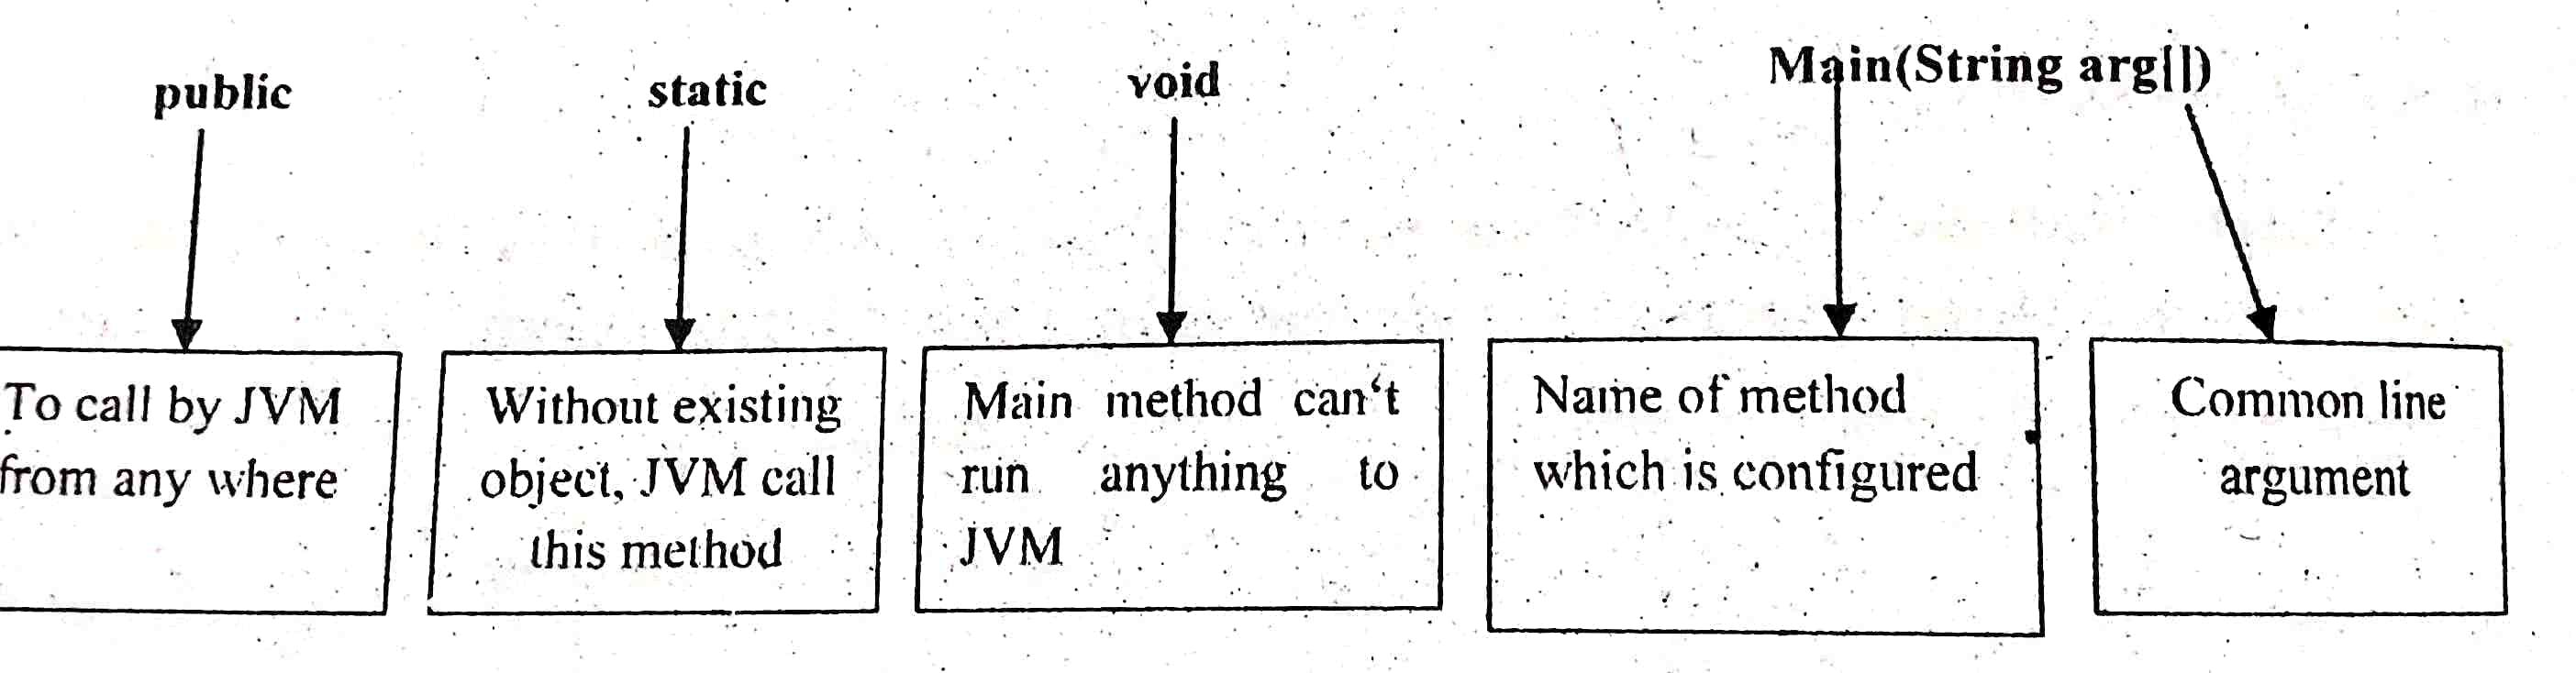 public static void Main(String arg[])
To call by JVM
from any where
Without existing
object, JVM call
this method
Main method can't
run anything to
JVM
Name of method
which is configured
Common line
argument